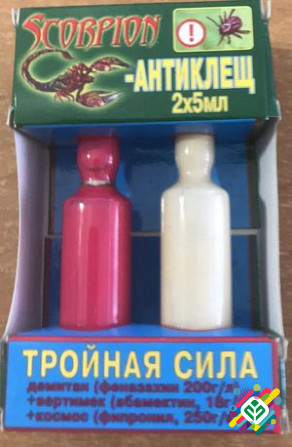 SCORPION
-АНТИКЛЕЩ
2х5мл
ТРОЙНАЯ СИЛА
демитан (феназахин 200г/л
+вертимек (абамектин, 18г/
+космос (фипронил, 250г/